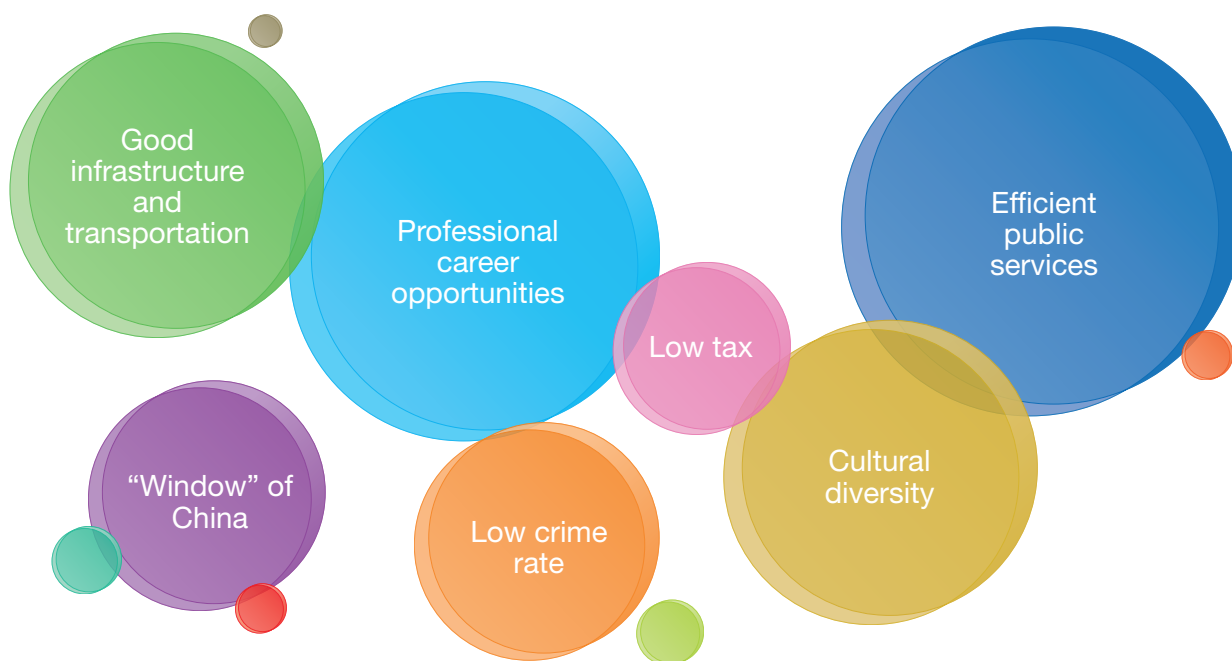 Good
infrastructure
and
transportation
Professional
career
opportunities
Efficient
public
services
Low tax
“Window” of
China
Low crime
rate
Cultural
diversity